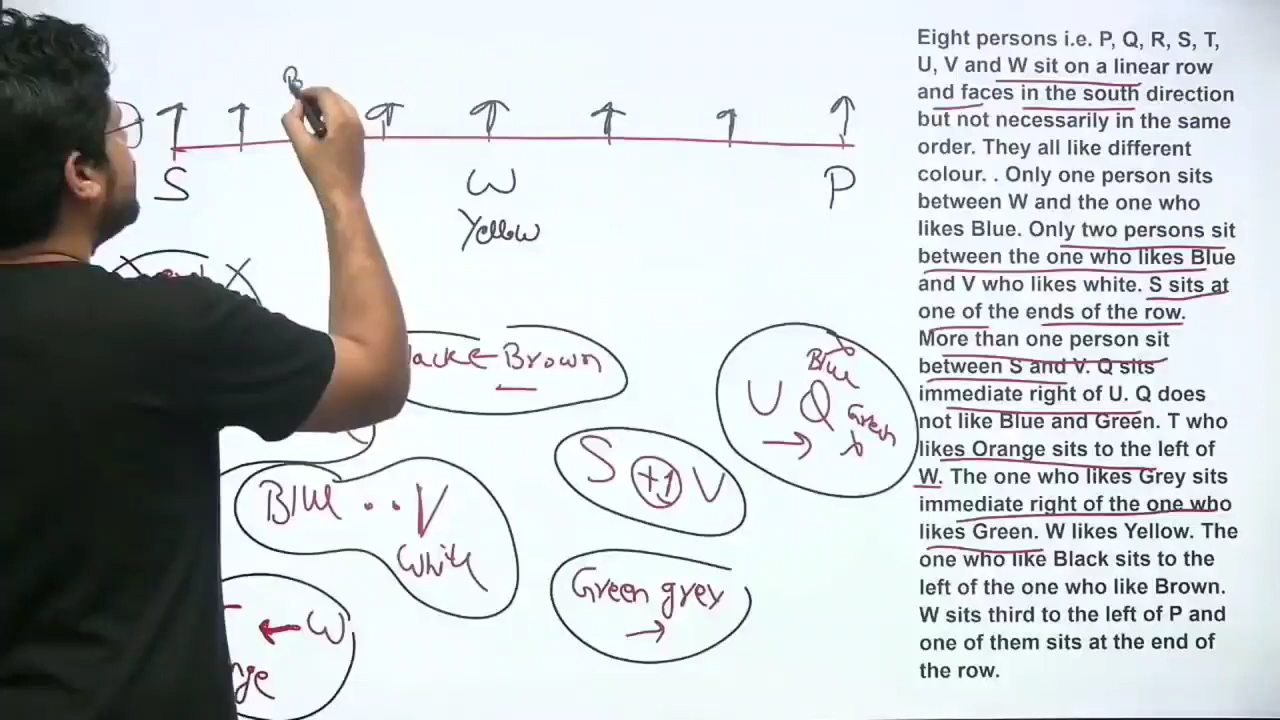 B
S
W
P
Yellow
Brown
Blue
U Q Green
S +1 V
Blue .. V
White
Green grey
W
Eight persons i.e. P, Q, R, S, T,
U, V and W sit on a linear row
and faces in the south direction
but not necessarily in the same
order. They all like different
colour. . Only one person sits
between W and the one who
likes Blue. Only two persons sit
between the one who likes Blue
and V who likes white. S sits at
one of the ends of the row.
More than one person sit
between S and V. Q sits
immediate right of U. Q does
not like Blue and Green. T who
likes Orange sits to the left of
W. The one who likes Grey sits
immediate right of the one who
likes Green. W likes Yellow. The
one who like Black sits to the
left of the one who like Brown.
W sits third to the left of P and
one of them sits at the end of
the row.